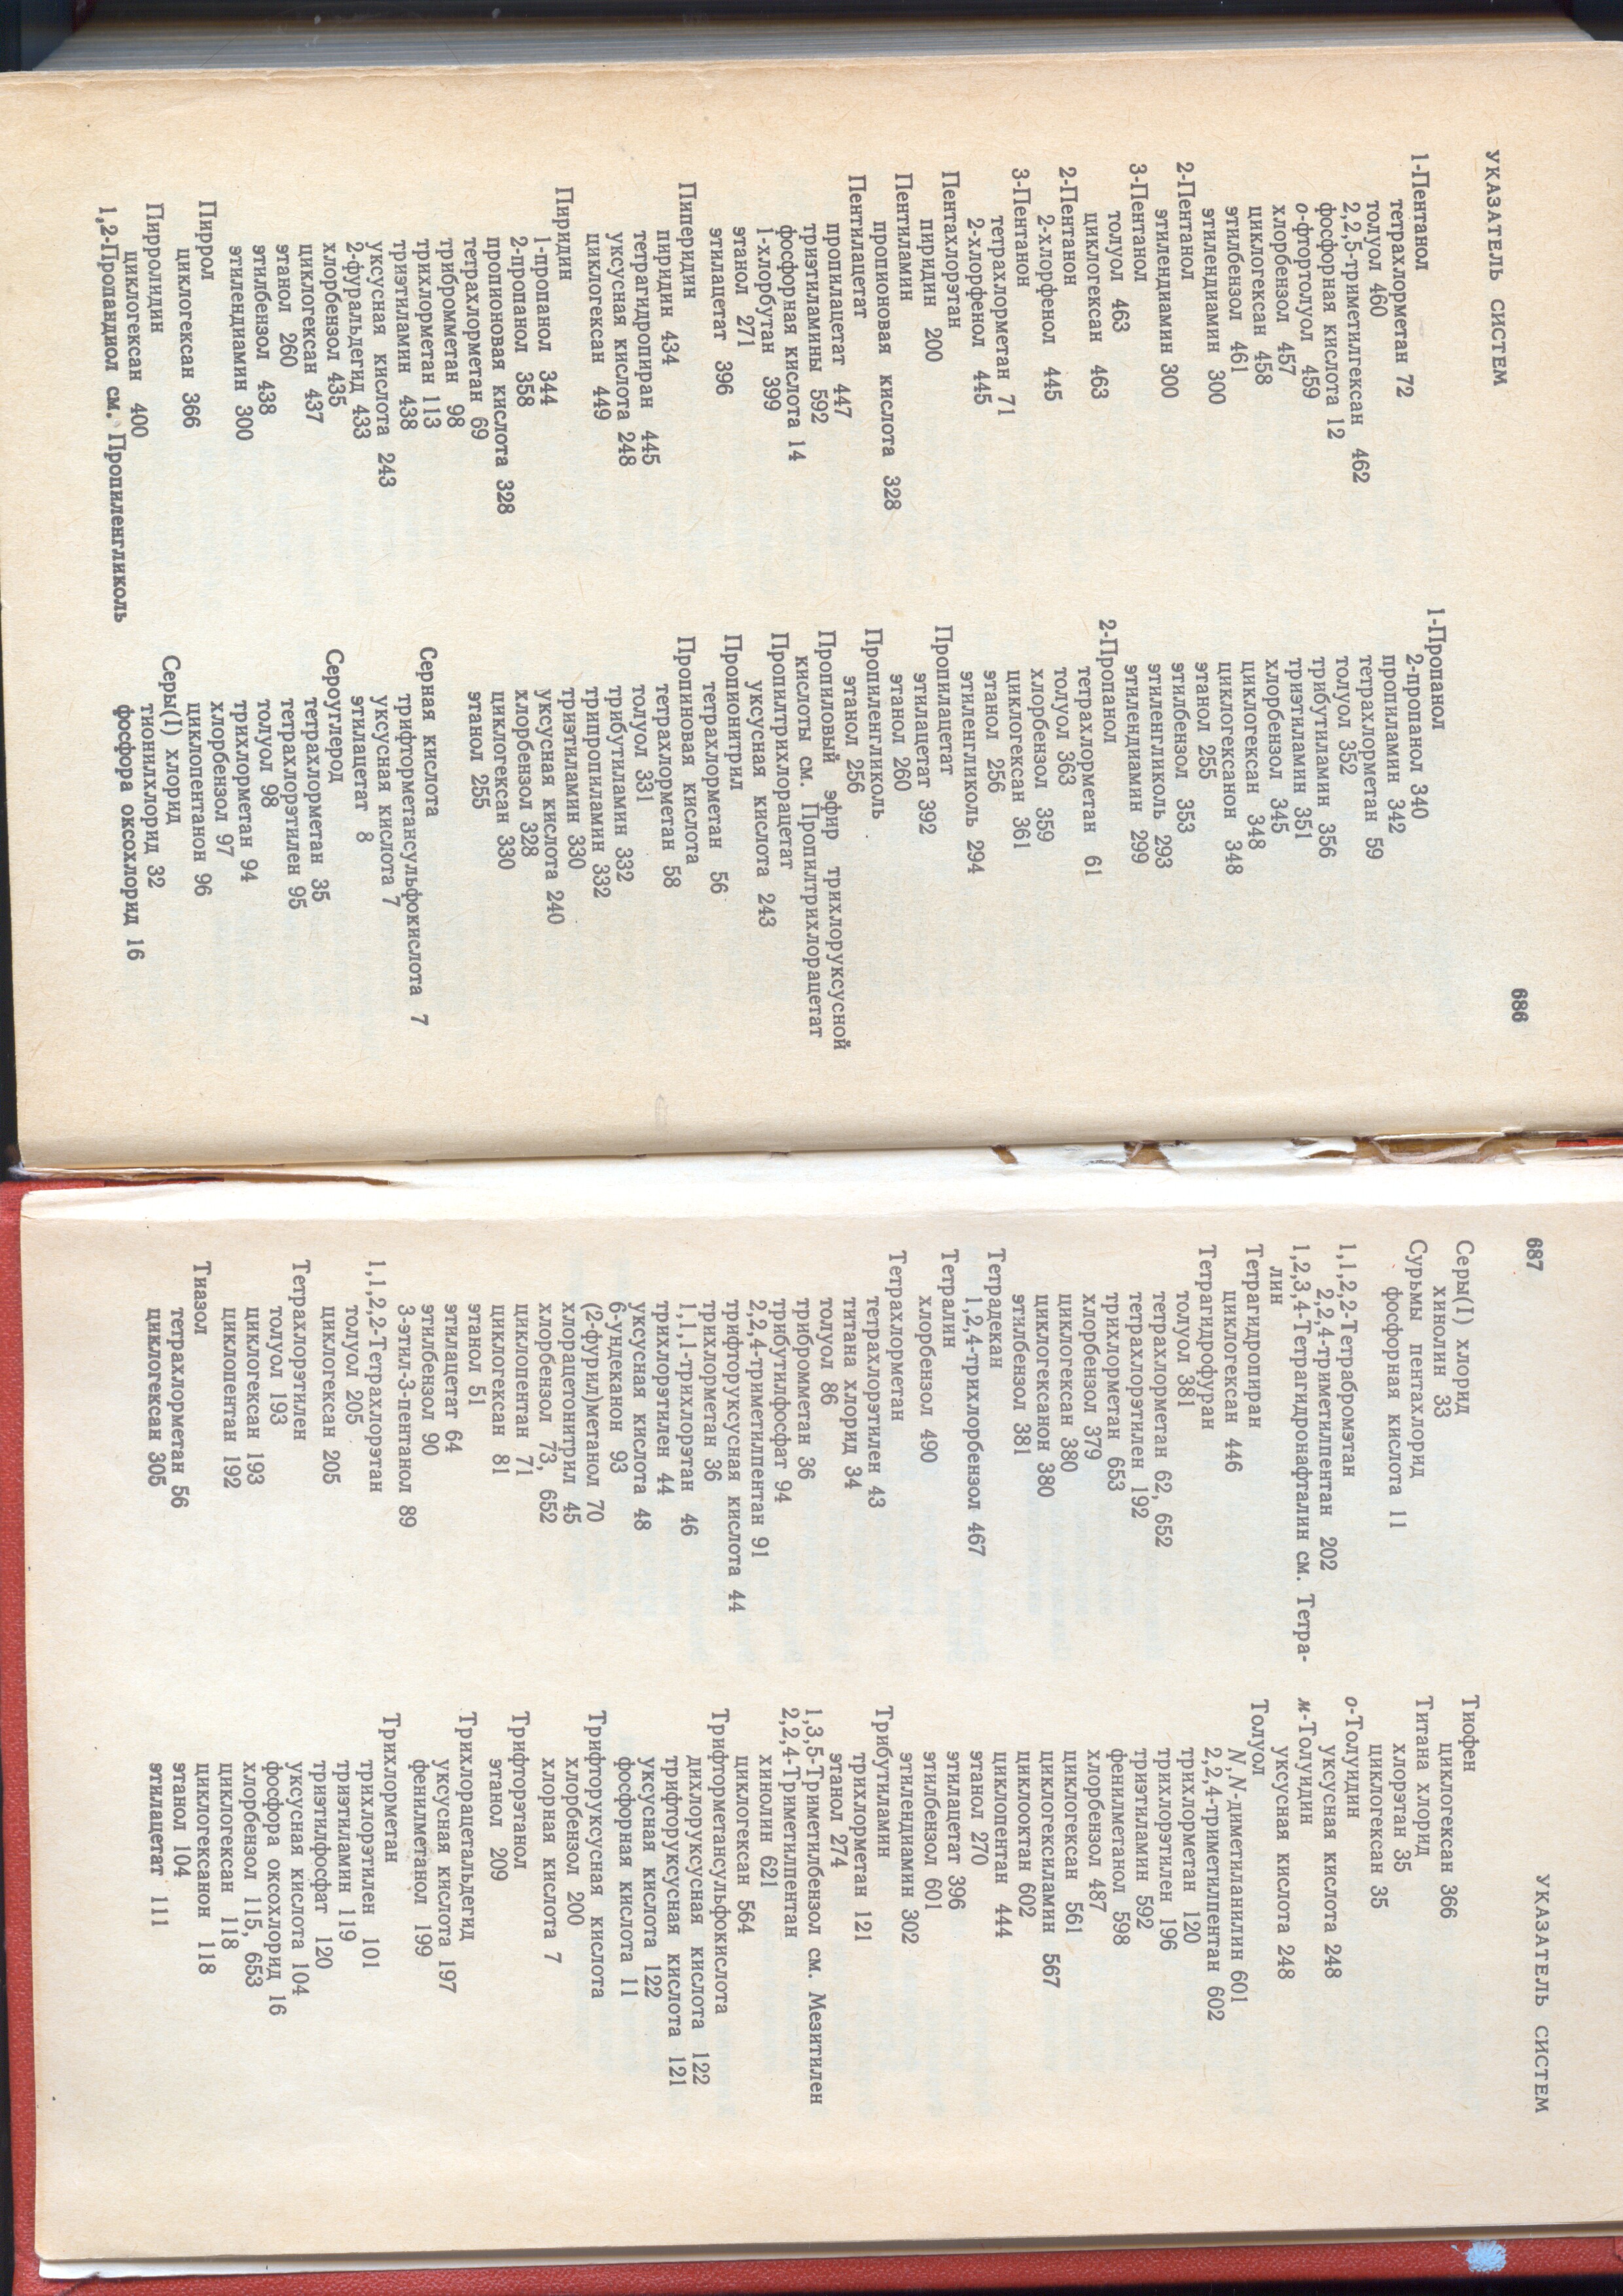 УКАЗАТЕЛЬ СИСТЕМ
686
1-Пентанол
тетрахлорметан 72
толуол 460
2,2,5-триметилгексан 462
фосфорная кислота 12
о-фтортолуол 459
хлорбензол 457
циклогексан 458
этилбензол 461
этилендиамин 300
2-Пентанол
этилендиамин 300
3-Пентанол
толуол 463
циклогексан 463
2-Пентанон
2-хлорфенол 445
3-Пентанон
тетрахлорметан 71
2-хлорфенол 445
Пентахлорэтан
пиридин 200
Пентиламин
пропионовая кислота 328
Пентилацетат
пропилацетат 447
триэтиламины 592
фосфорная кислота 14
1-хлорбутан 399
этанол 271
этилацетат 396
Пиперидин
пиридин 434
тетрагидропиран 445
уксусная кислота 248
циклогексан 449
Пиридин
1-пропанол 344
2-пропанол 358
пропионовая кислота 328
тетрахлорметан 69
трибромметан 98
трихлорметан 113
триэтиламин 438
уксусная кислота 243
2-фуральдегид 433
хлорбензол 435
циклогексан 437
этанол 260
этилбензол 438
этилендиамин 300
Пиррол
циклогексан 366
Пирролидин
циклогексан 400
1,2-Пропандиол см. Пропиленгликоль
1-Пропанол
2-пропанол 340
пропиламин 342
тетрахлорметан 59
толуол 352
трибутиламин 356
триэтиламин 351
хлорбензол 345
циклогексан 348
циклогексанон 348
этанол 255
этилбензол 353
этиленгликоль 293
этилендиамин 299
2-Пропанол
тетрахлорметан 61
толуол 363
хлорбензол 359
циклогексан 361
этанол 256
этиленгликоль 294
Пропилацетат
этилацетат 392
этанол 260
Пропиленгликоль
этанол 256
Пропиловый эфир трихлоруксусной
кислоты см. Пропилтрихлорацетат
Пропилтрихлорацетат
уксусная кислота 243
Пропионитрил
тетрахлорметан 56
Пропиновая кислота
тетрахлорметан 58
толуол 331
трибутиламин 332
трипропиламин 332
триэтиламин 330
уксусная кислота 240
хлорбензол 328
циклогексан 330
этанол 255
Серная кислота
трифторметансульфокислота 7
уксусная кислота 7
этилацетат 8
Сероуглерод
тетрахлорметан 35
тетрахлорэтилен 95
толуол 98
трихлорметан 94
хлорбензол 97
циклопентанон 96
Серы(I) хлорид
тионилхлорид 32
фосфора оксохлорид 16
687
УКАЗАТЕЛЬ СИСТЕМ
Серы(I) хлорид
хинолин 33
Сурьмы пентахлорид
фосфорная кислота 11
1,1,2,2-Тетрабромэтан
2,2,4-триметилпентан 202
1,2,3,4-Тетрагидронафталин см. Тетра-
лин
Тетрагидропиран
циклогексан 446
Тетрагидрофуран
толуол 381
тетрахлорметан 62, 652
тетрахлорэтилен 192
трихлорметан 653
хлорбензол 379
циклогексан 380
циклогексанон 380
этилбензол 381
Тетрадекан
1,2,4-трихлорбензол 467
Тетралин
хлорбензол 490
Тетрахлорметан
тетрахлорэтилен 43
титана хлорид 34
толуол 86
трибромметан 36
трибутилфосфат 94
2,2,4-триметилпентан 91
трифторуксусная кислота 44
трихлорметан 36
1,1,1-трихлорэтан 46
трихлорэтилен 44
уксусная кислота 48
6-ундеканон 93
(2-фурил)метанол 70
хлорацетонитрил 45
хлорбензол 73, 652
циклопентан 71
циклогексан 81
этанол 51
этилацетат 64
этилбензол 90
3-этил-3-пентанол 89
1,1,2,2-Тетрахлорэтан
толуол 205
циклогексан 205
Тетрахлорэтилен
толуол 193
циклогексан 193
циклопентан 192
Тиазол
тетрахлорметан 56
циклогексан 305
Тиофен
циклогексан 366
Титана хлорид
хлорэтан 35
циклогексан 35
о-Толуидин
уксусная кислота 248
м-Толуидин
уксусная кислота 248
Толуол
N,N-диметиланилин 601
2,2,4-триметилпентан 602
трихлорметан 120
трихлорэтилен 196
триэтиламин 592
фенилметанол 598
хлорбензол 487
циклогексан 561
циклогексиламин 567
циклооктан 602
циклопентан 444
этанол 270
этилацетат 396
этилбензол 601
этилендиамин 302
Трибутиламин
трихлорметан 121
этанол 274
1,3,5-Триметилбензол см. Мезитилен
2,2,4-Триметилпентан
хинолин 621
циклогексан 564
Трифторметансульфокислота
дихлоруксусная кислота 122
трифторуксусная кислота 121
уксусная кислота 122
фосфорная кислота 11
Трифторуксусная кислота
хлорбензол 200
хлорная кислота 7
Трифторэтанол
этанол 209
Трихлорацетальдегид
уксусная кислота 197
фенилметанол 199
Трихлорметан
трихлорэтилен 101
триэтиламин 119
триэтилфосфат 120
уксусная кислота 104
фосфора оксохлорид 16
хлорбензол 115, 653
циклогексан 118
циклогексанон 118
этанол 104
этилацетат 111